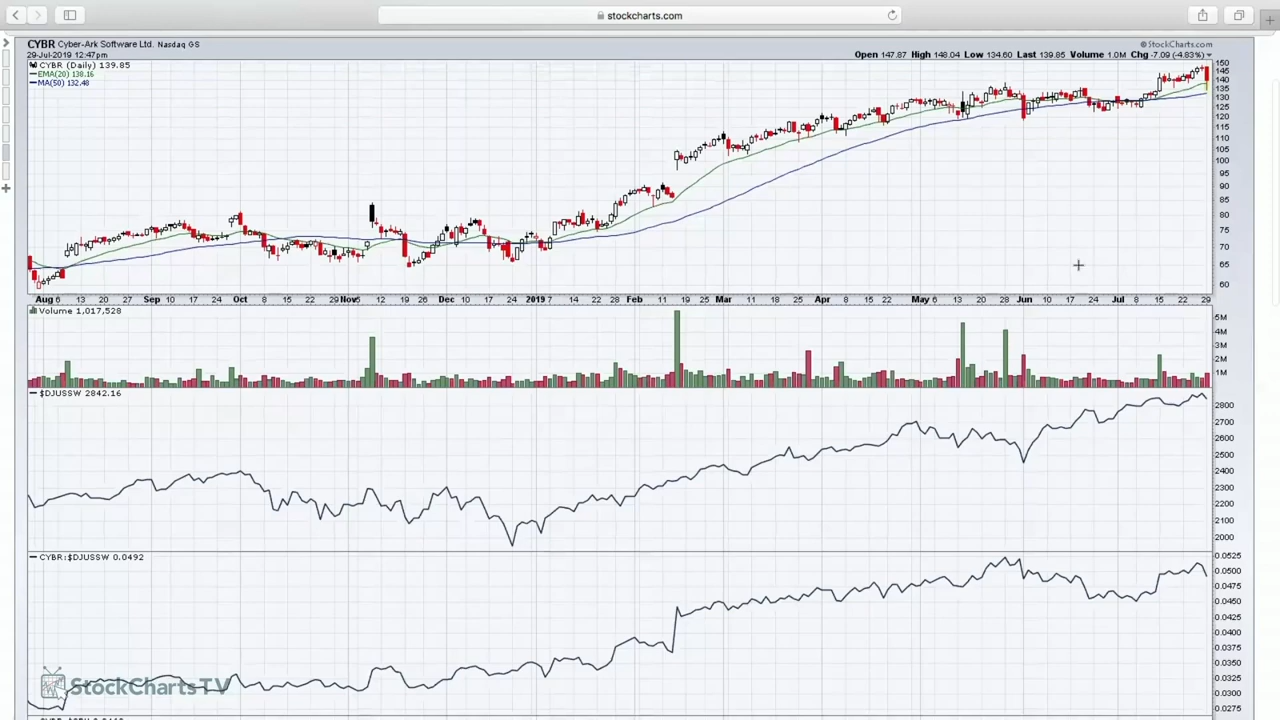 stockcharts.com
CYBR Cyber-Ark Software Ltd. Nasdaq GS
© StockCharts.com
29-Jul-2019 12:47pm
Open 147.87 High 148.04 Low 134.60 Last 139.85 Volume 1.0M Chg -7.09 (-4.83%)
CYBR (Daily) 139.85
EMA(20) 138.16
MA(50) 132.48
150
145
140
135
130
125
120
115
110
105
100
95
90
85
80
75
70
65
60
Aug 6 13 20 27 Sep 10 17 24 Oct 8 15 22 29 Nov 5 12 19 26 Dec 10 17 24 2019 7 14 22 28 Feb 11 19 25 Mar 11 18 25 Apr 8 15 22 May 6 13 20 28 Jun 10 17 24 Jul 8 15 22 29
Volume 1,017,528
6M
4M
3M
2M
1M
$DJUSSW 2842.16
2800
2700
2600
2500
2400
2300
2200
2100
2000
CYBR:$DJUSSW 0.0492
0.0525
0.0500
0.0475
0.0450
0.0425
0.0400
0.0375
0.0350
0.0325
0.0300
0.0275
StockChartsTV